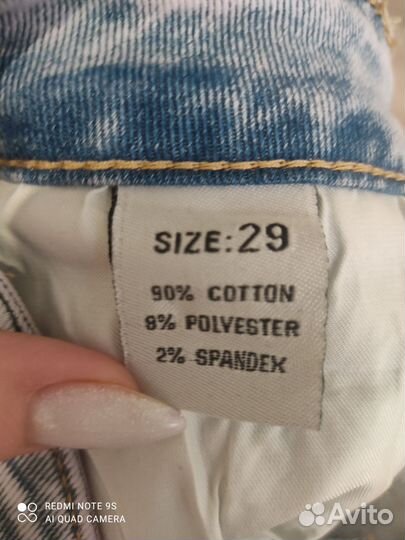 SIZE: 29
90% COTTON
8% POLYESTER
2% SPANDEX
REDMI NOTE 9S
AI QUAD CAMERA
Avito